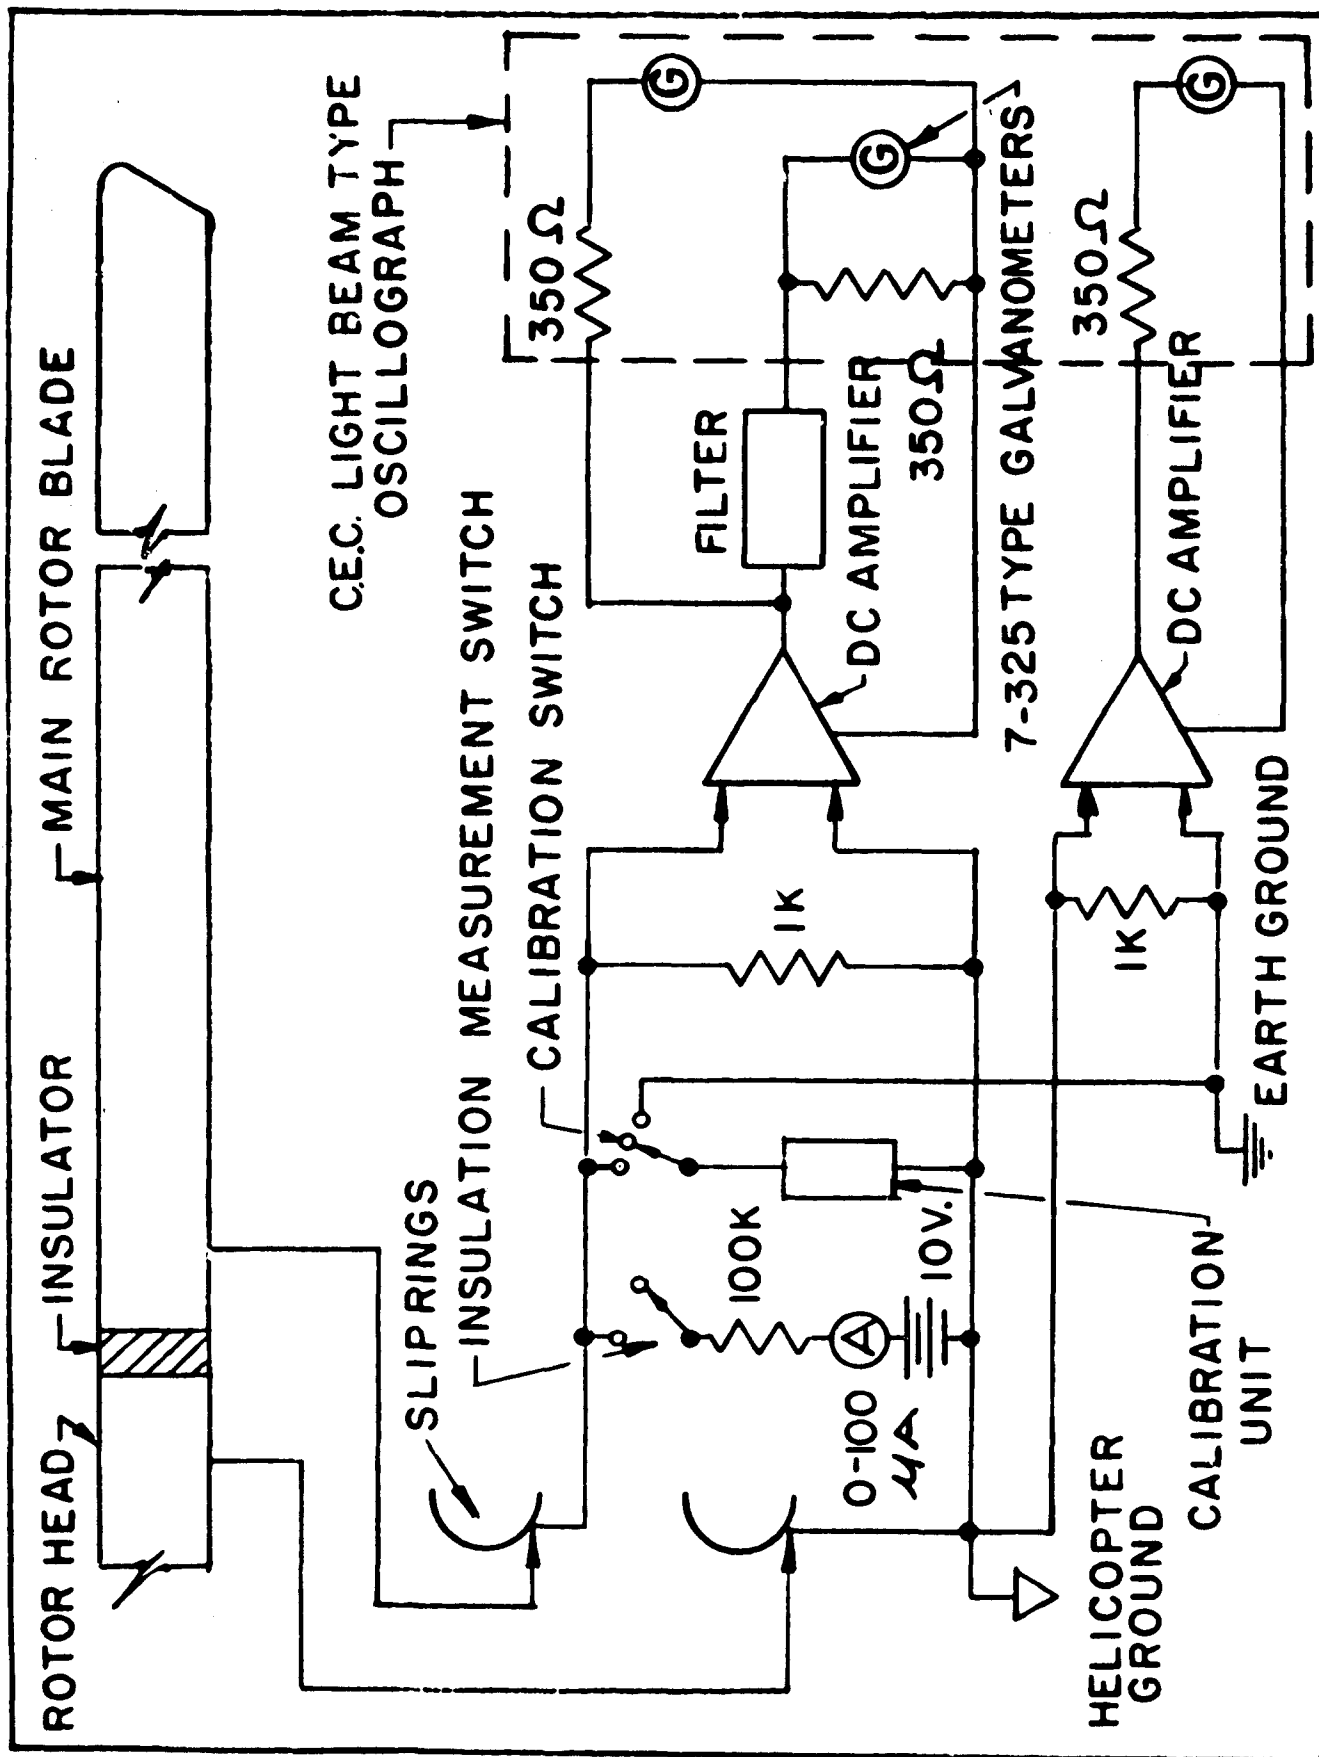 ROTOR HEAD
INSULATOR
MAIN ROTOR BLADE
C.E.C. LIGHT BEAM TYPE
OSCILLOGRAPH
SLIP RINGS
INSULATION MEASUREMENT SWITCH
CALIBRATION SWITCH
350Ω
G
FILTER
G
DC AMPLIFIER
350Ω
7-325 TYPE GALVANOMETERS
1K
100K
A
0-100
μA
10V.
HELICOPTER
GROUND
CALIBRATION
UNIT
1K
EARTH GROUND
DC AMPLIFIER
350Ω
G